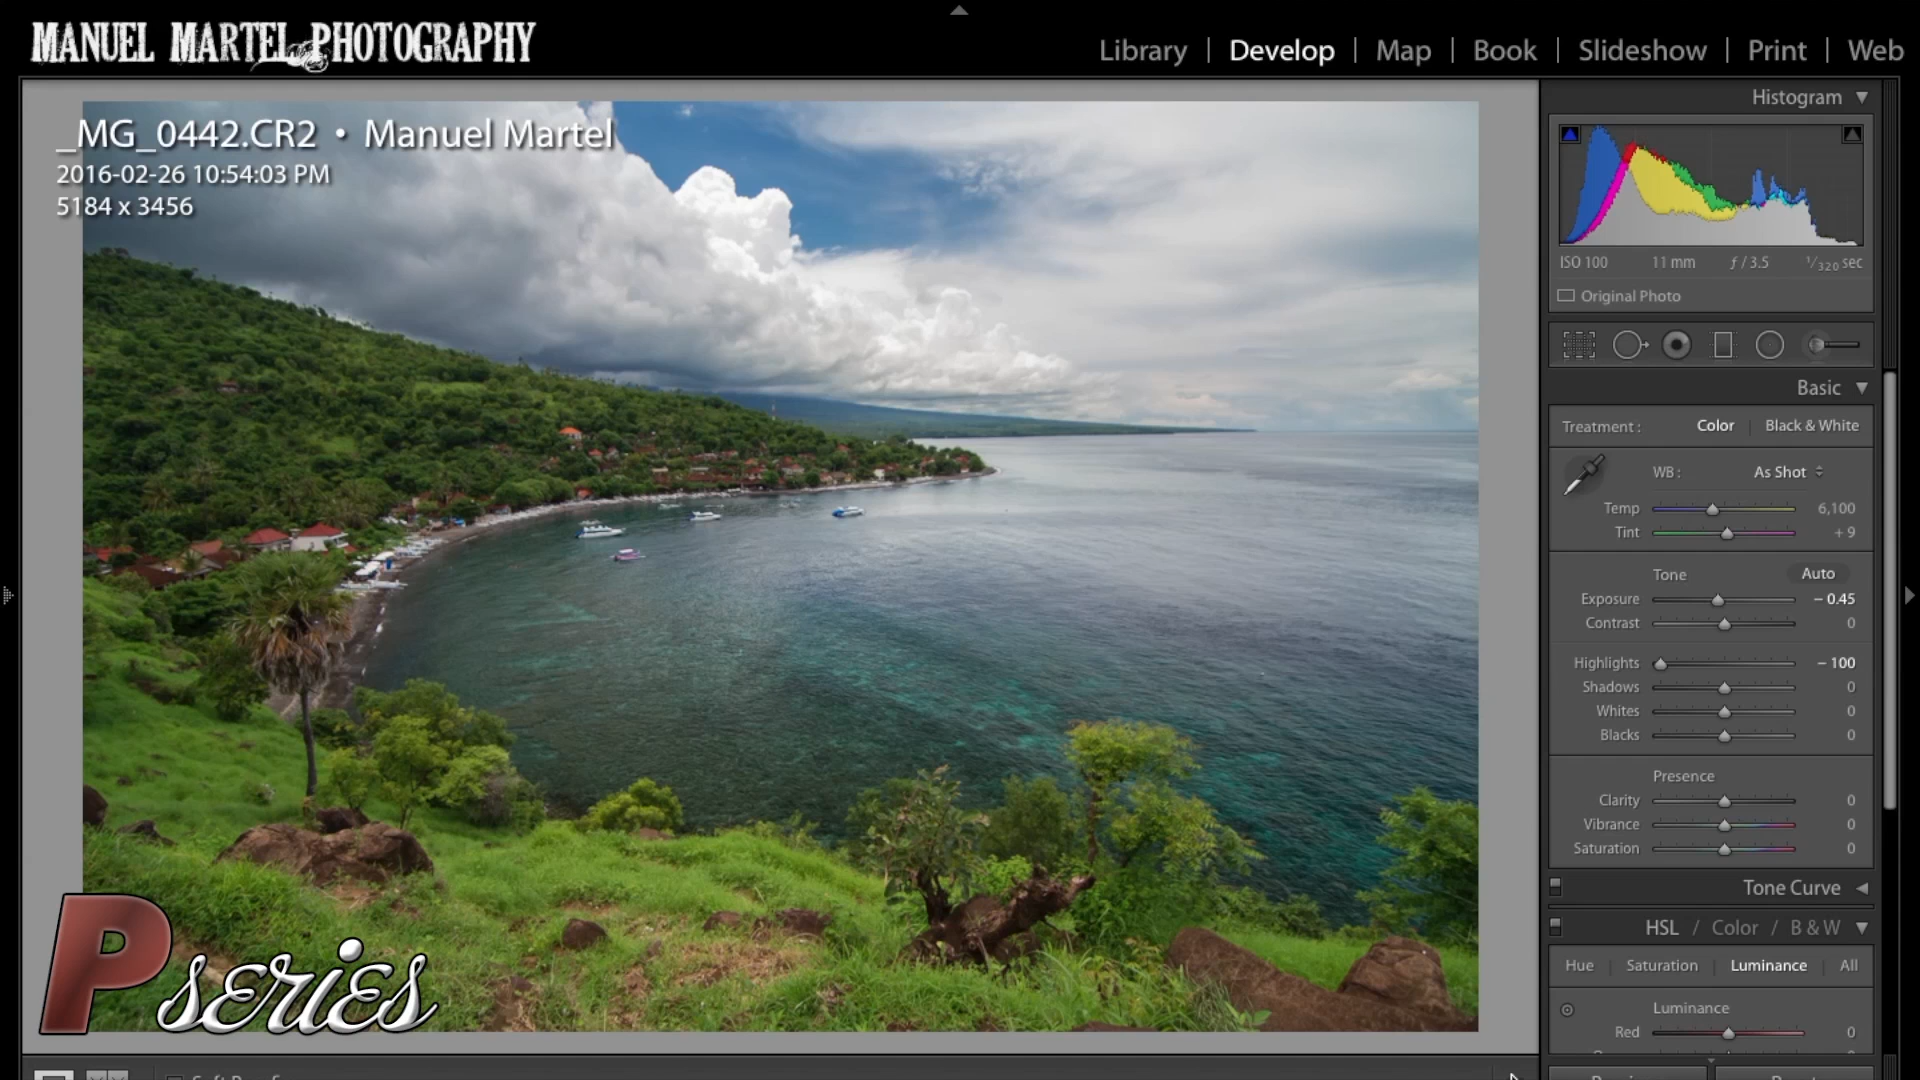 MANUEL MARTEL PHOTOGRAPHY
Library | Develop | Map | Book | Slideshow | Print | Web
_MG_0442.CR2 • Manuel Martel
2016-02-26 10:54:03 PM
5184 x 3456
Histogram
ISO 100 11 mm ƒ / 3.5 1/320 sec
Original Photo
Basic
Treatment : Color | Black & White
WB : As Shot
Temp 6,100
Tint + 9
Tone Auto
Exposure − 0.45
Contrast 0
Highlights − 100
Shadows 0
Whites 0
Blacks 0
Presence
Clarity 0
Vibrance 0
Saturation 0
Tone Curve
HSL / Color / B & W
Hue | Saturation | Luminance | All
Luminance
Red 0
P series